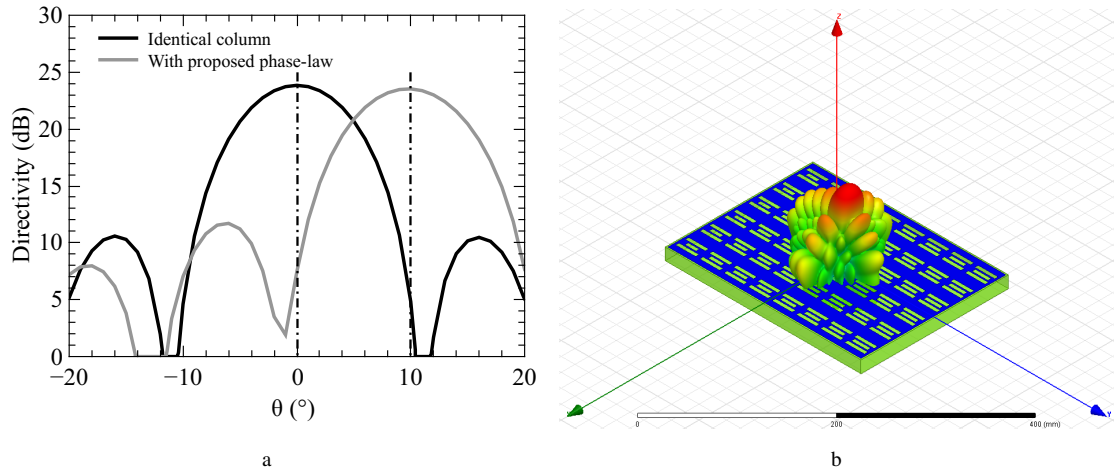 30
25
20
15
10
5
0
Directivity (dB)
Identical column
With proposed phase-law
−20
−10
0
10
20
θ (°)
a
Z
Y
0
200
400 (mm)
b